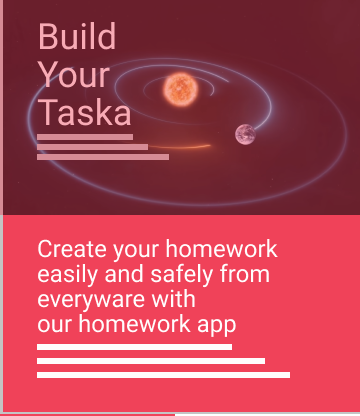 Build
Your
Taska
Create your homework
easily and safely from
everyware with
our homework app